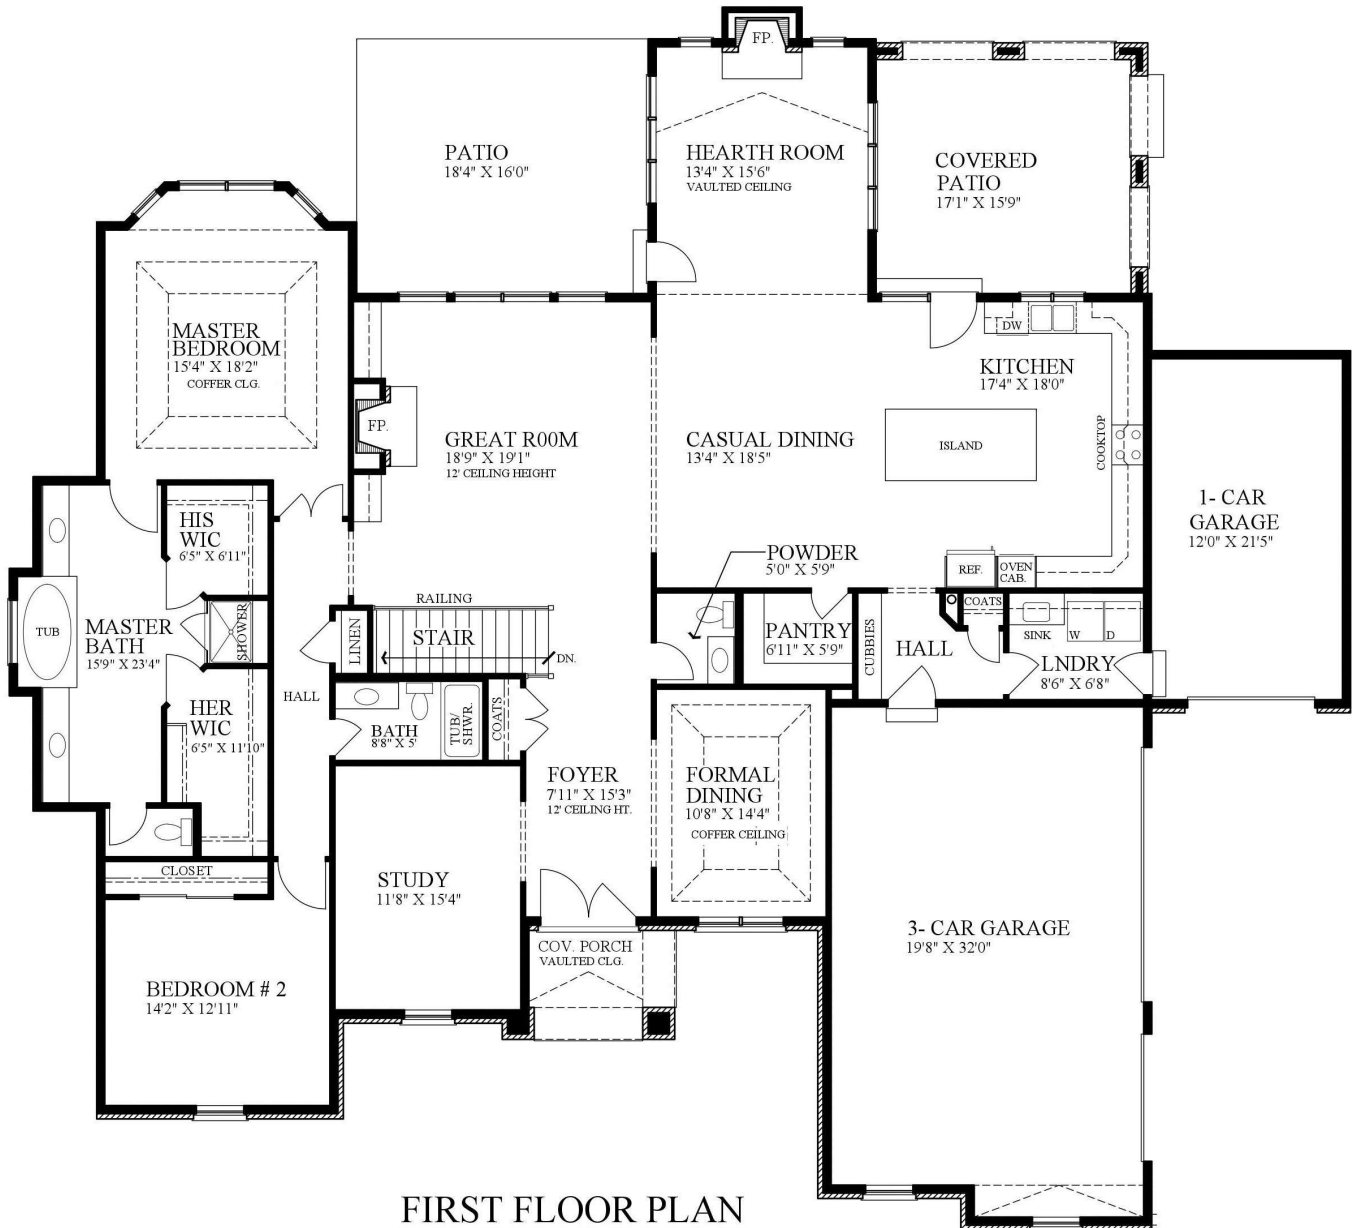 FP.
PATIO
18'4" X 16'0"
HEARTH ROOM
13'4" X 15'6"
VAULTED CEILING
COVERED
PATIO
17'1" X 15'9"
MASTER
BEDROOM
15'4" X 18'2"
COFFER CLG.
FP.
GREAT R00M
18'9" X 19'1"
12' CEILING HEIGHT
CASUAL DINING
13'4" X 18'5"
DW
KITCHEN
17'4" X 18'0"
ISLAND
COOKTOP
1- CAR
GARAGE
12'0" X 21'5"
HIS
WIC
6'5" X 6'11"
POWDER
5'0" X 5'9"
REF.
OVEN
CAB.
TUB
MASTER
BATH
15'9" X 23'4"
SHOWER
RAILING
LINEN
STAIR
DN.
PANTRY
6'11" X 5'9"
CUBBIES
HALL
COATS
SINK
W
D
LNDRY
8'6" X 6'8"
HALL
HER
WIC
6'5" X 11'10"
BATH
8'8" X 5'
TUB/
SHWR.
COATS
FOYER
7'11" X 15'3"
12' CEILING HT.
FORMAL
DINING
10'8" X 14'4"
COFFER CEILING
CLOSET
STUDY
11'8" X 15'4"
COV. PORCH
VAULTED CLG.
3- CAR GARAGE
19'8" X 32'0"
BEDROOM # 2
14'2" X 12'11"
FIRST FLOOR PLAN